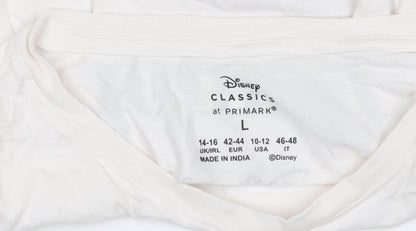 Disney
CLASSICS
at PRIMARK®
L
14-16 42-44 10-12 46-48
UK/IRL EUR USA IT
MADE IN INDIA ©Disney